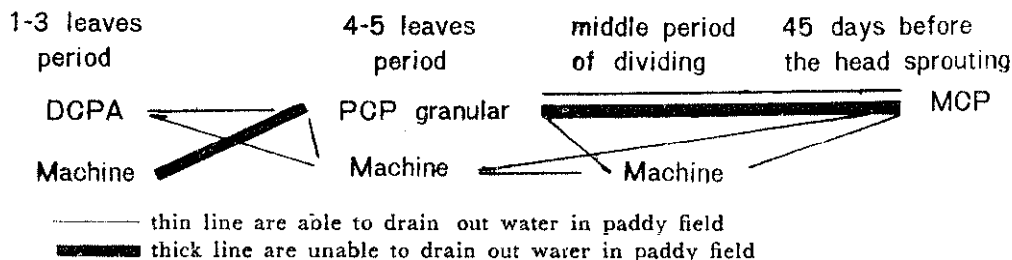 1-3 leaves period
4-5 leaves period
middle period of dividing
45 days before the head sprouting
DCPA
PCP granular
MCP
Machine
Machine
Machine
thin line are able to drain out water in paddy field
thick line are unable to drain out water in paddy field